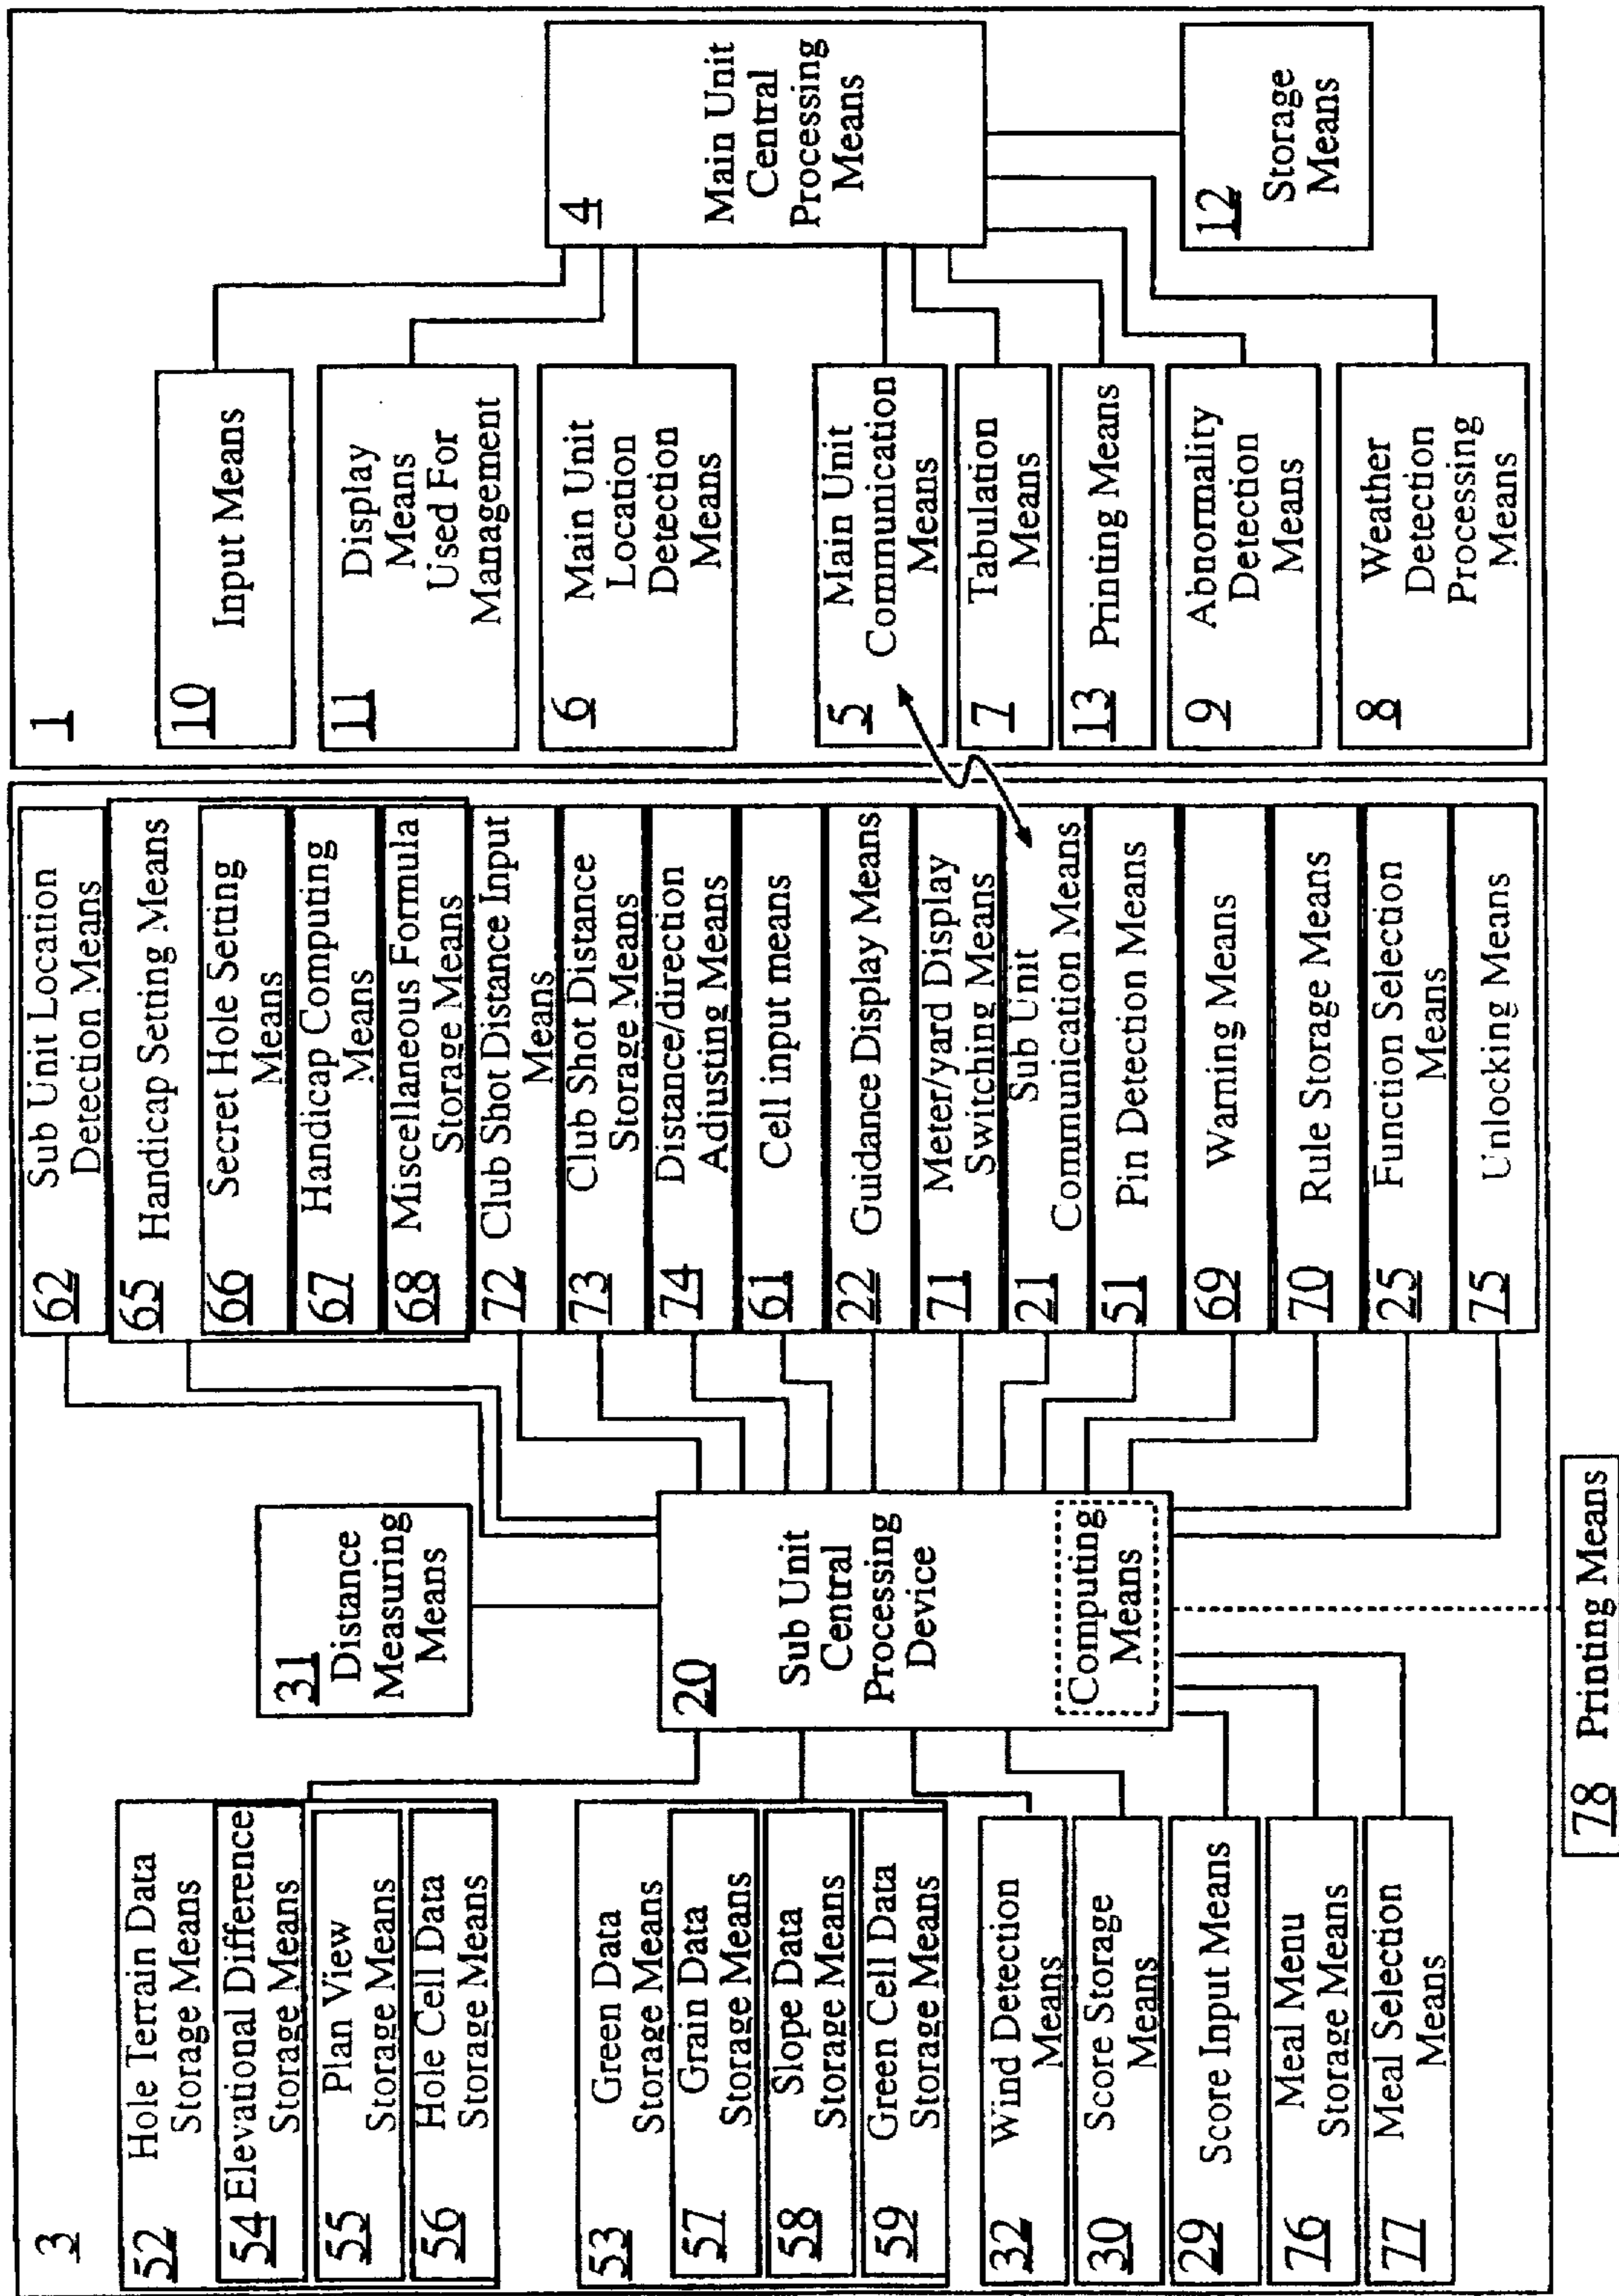 3
52 Hole Terrain Data
Storage Means
54 Elevational Difference
Storage Means
55 Plan View
Storage Means
56 Hole Cell Data
Storage Means
53 Green Data
Storage Means
57 Grain Data
Storage Means
58 Slope Data
Storage Means
59 Green Cell Data
Storage Means
32 Wind Detection
Means
30 Score Storage
Means
29 Score Input Means
76 Meal Menu
Storage Means
77 Meal Selection
Means
31 Distance
Measuring
Means
20 Sub Unit
Central
Processing
Device
Computing
Means
78 Printing Means
62 Sub Unit Location
Detection Means
65 Handicap Setting Means
66 Secret Hole Setting
Means
67 Handicap Computing
Means
68 Miscellaneous Formula
Storage Means
72 Club Shot Distance Input
Means
73 Club Shot Distance
Storage Means
74 Distance/direction
Adjusting Means
61 Cell input means
22 Guidance Display Means
71 Meter/yard Display
Switching Means
21 Sub Unit
Communication Means
51 Pin Detection Means
69 Warning Means
70 Rule Storage Means
25 Function Selection
Means
75 Unlocking Means
1
10 Input Means
11 Display
Means
Used For
Management
6 Main Unit
Location
Detection
Means
5 Main Unit
Communication
Means
7 Tabulation
Means
13 Printing Means
9 Abnormality
Detection
Means
8 Weather
Detection
Processing
Means
4 Main Unit
Central
Processing
Means
12 Storage
Means